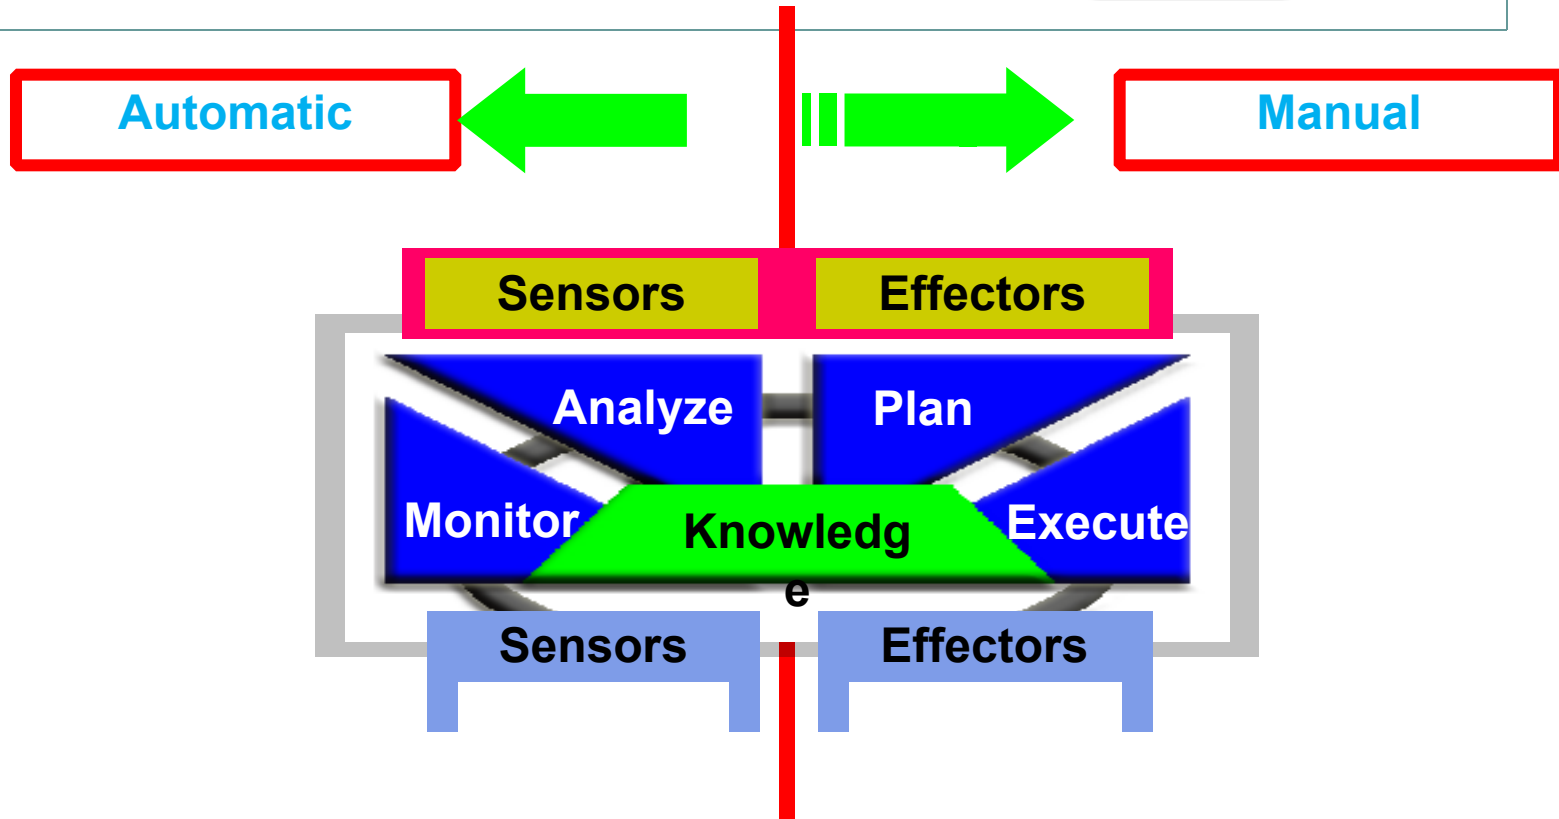 Automatic
Manual
Sensors
Effectors
Analyze
Plan
Monitor
Knowledg
e
Execute
Sensors
Effectors